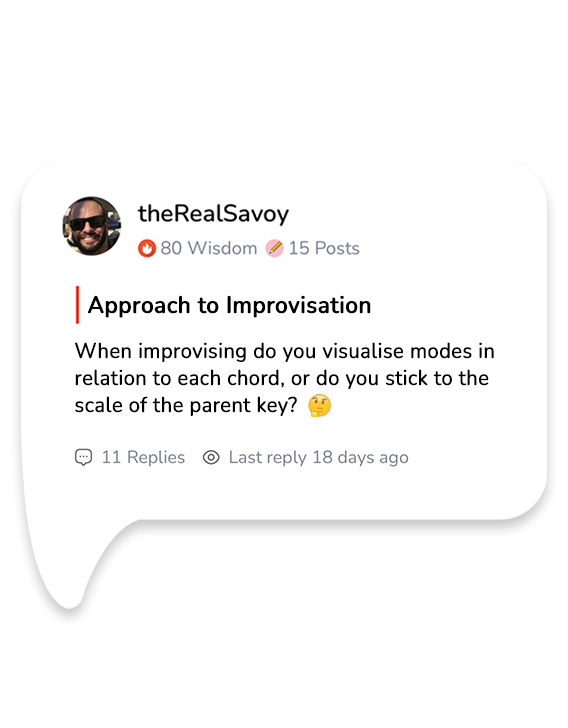 theRealSavoy
80 Wisdom 15 Posts
Approach to Improvisation
When improvising do you visualise modes in
relation to each chord, or do you stick to the
scale of the parent key? 🤔
11 Replies Last reply 18 days ago